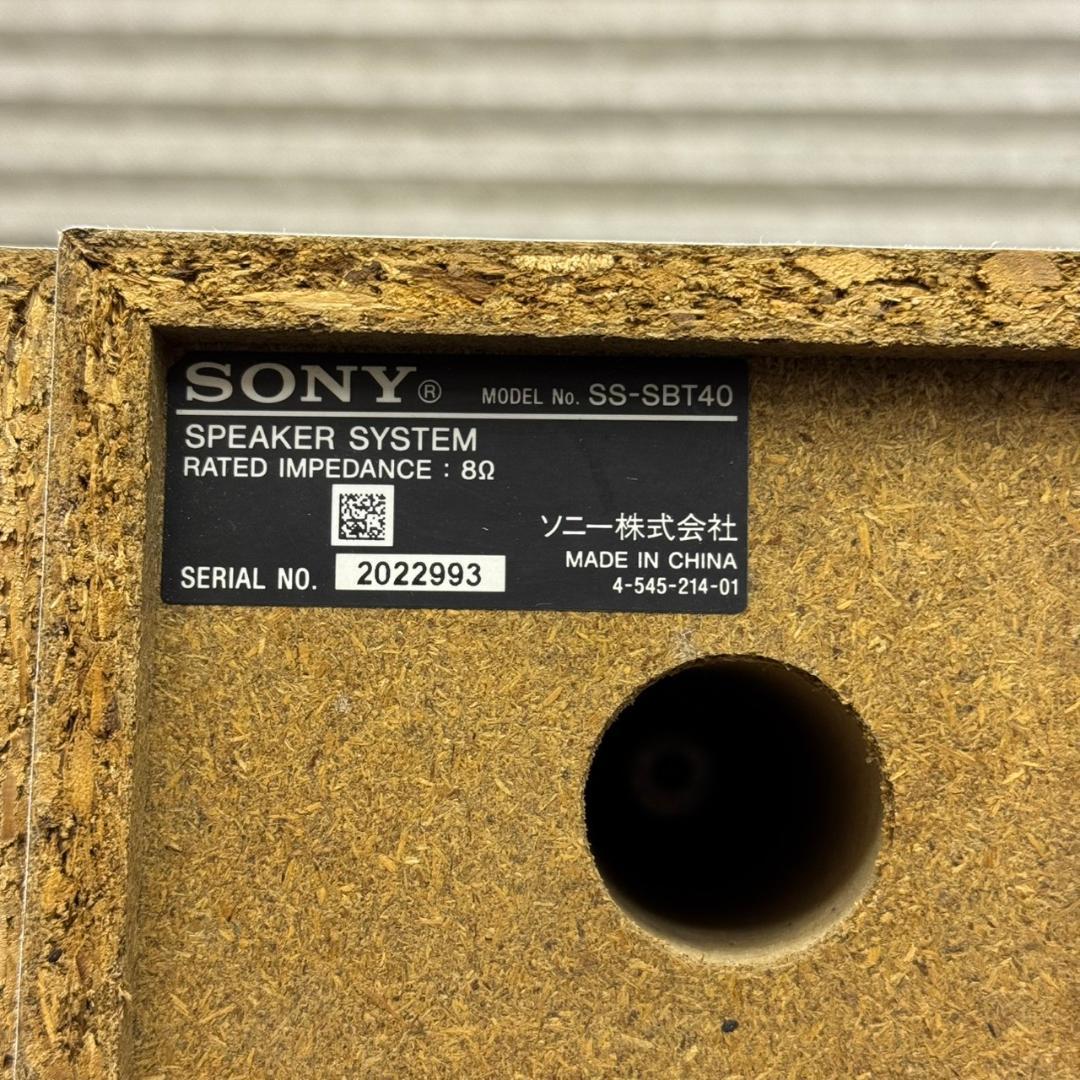 SONY® MODEL No. SS-SBT40
SPEAKER SYSTEM
RATED IMPEDANCE : 8Ω
ソニー株式会社
MADE IN CHINA
SERIAL NO. 2022993
4-545-214-01